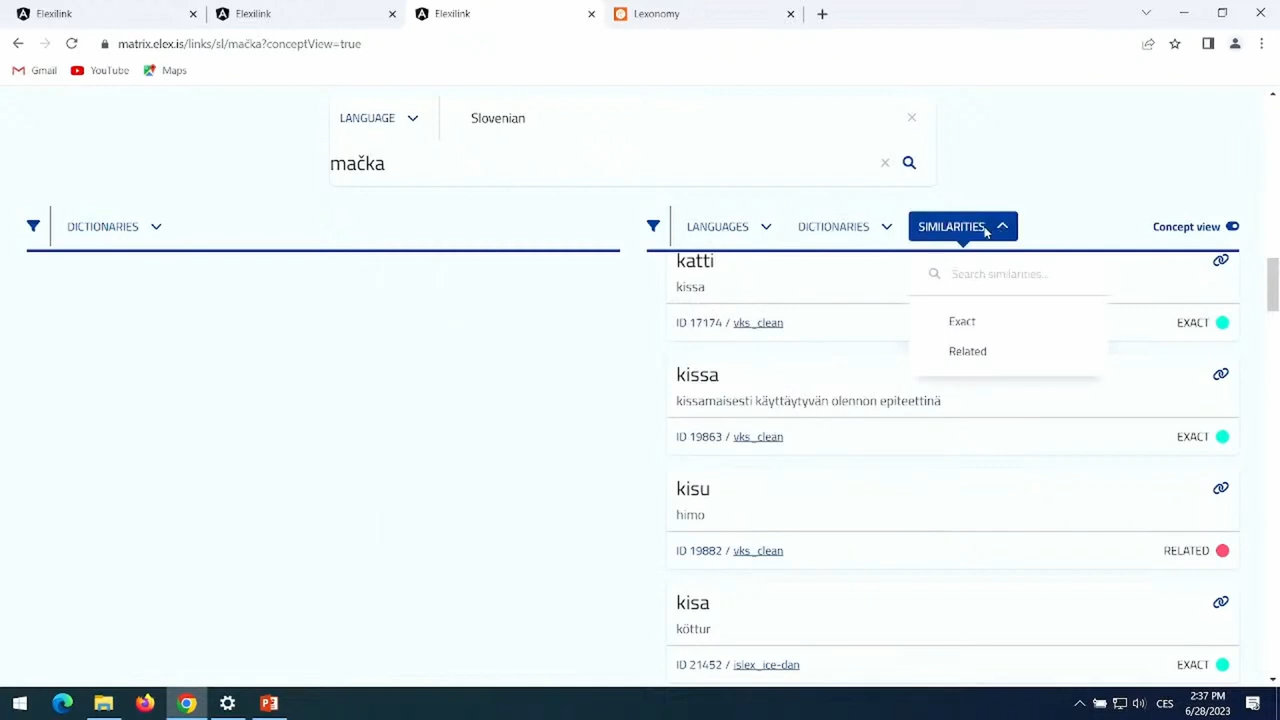 Elexilink
Elexilink
Elexilink
Lexonomy
matrix.elex.is/links/sl/mačka?conceptView=true
Gmail
YouTube
Maps
LANGUAGE
Slovenian
mačka
DICTIONARIES
LANGUAGES
DICTIONARIES
SIMILARITIES
Concept view
katti
kissa
Search similarities...
Exact
Related
ID 17174 / vks_clean
EXACT
kissa
kissamaisesti käyttäytyvän olennon epiteettinä
ID 19863 / vks_clean
EXACT
kisu
himo
ID 19882 / vks_clean
RELATED
kisa
köttur
ID 21452 / islex_ice-dan
EXACT
CES
2:37 PM
6/28/2023